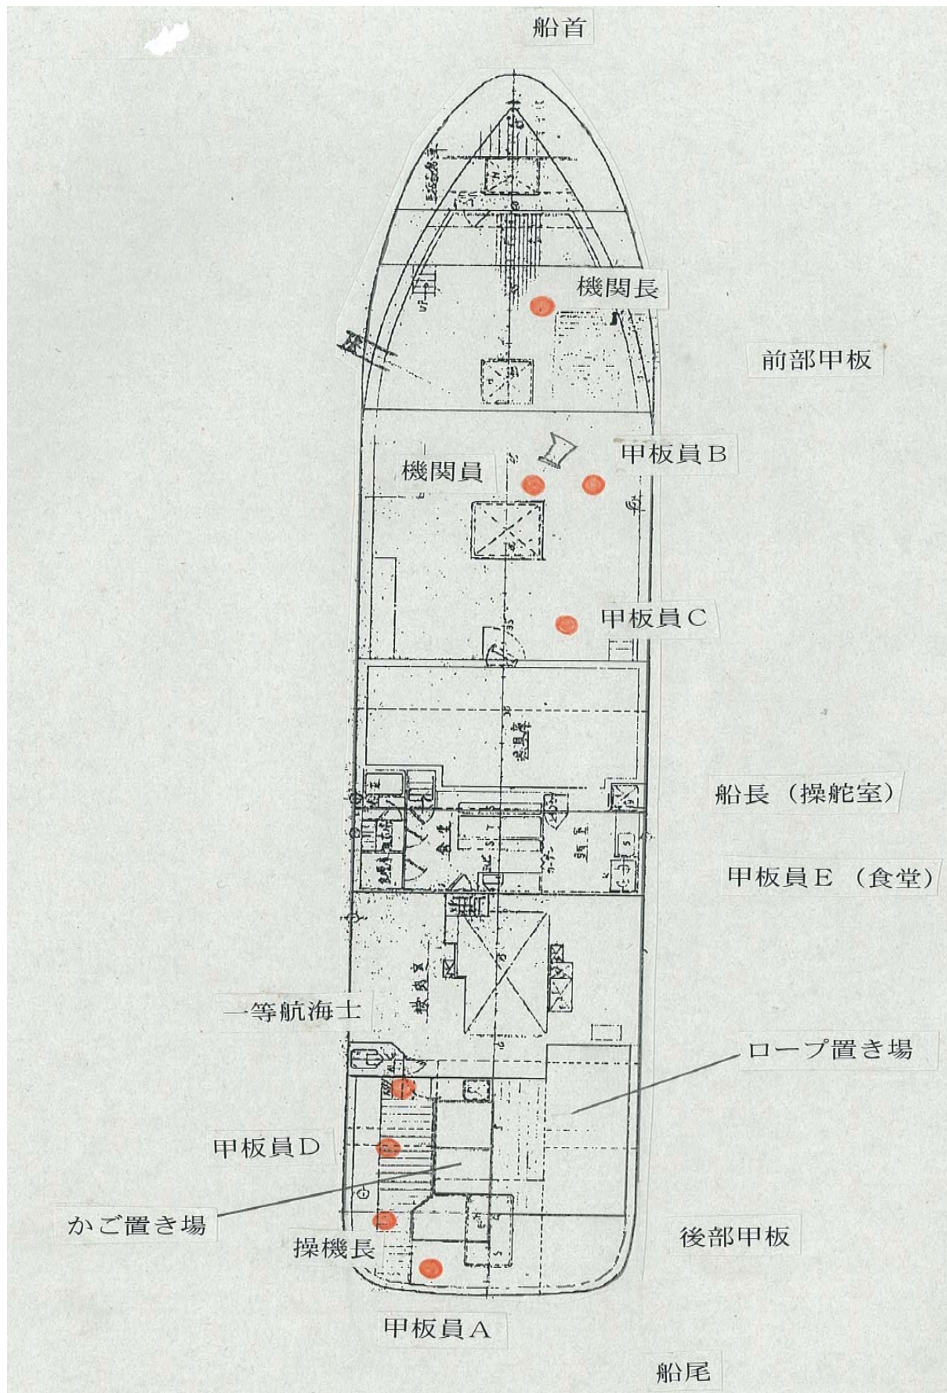 船首
機関長
前部甲板
甲板員B
機関員
甲板員C
船長（操舵室）
食堂
甲板員E（食堂）
一等航海士
ロープ置き場
甲板員D
かご置き場
操機長
後部甲板
甲板員A
船尾